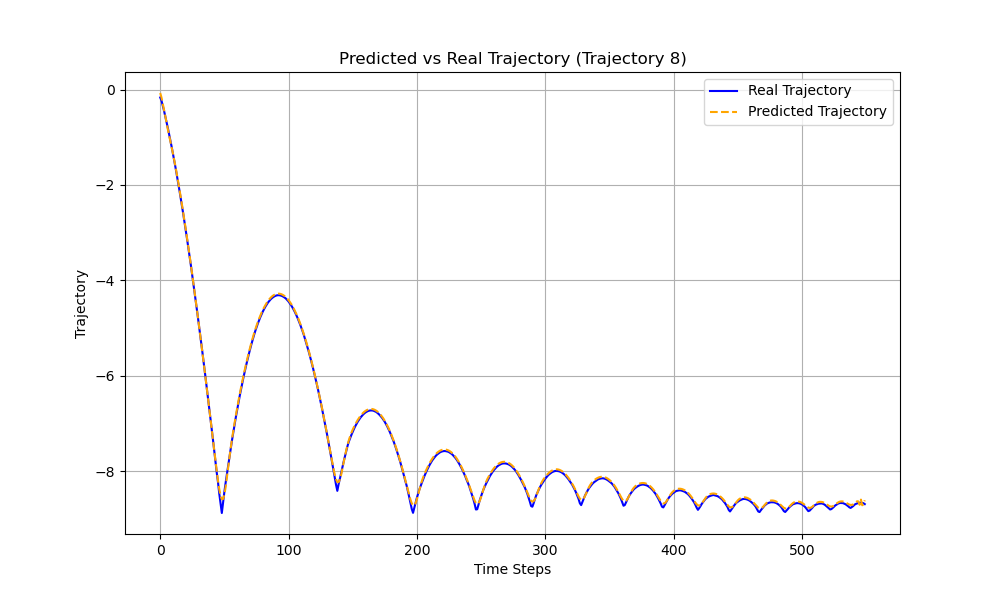 Predicted vs Real Trajectory (Trajectory 8)
Real Trajectory
Predicted Trajectory
0
−2
−4
−6
−8
Trajectory
0 100 200 300 400 500
Time Steps